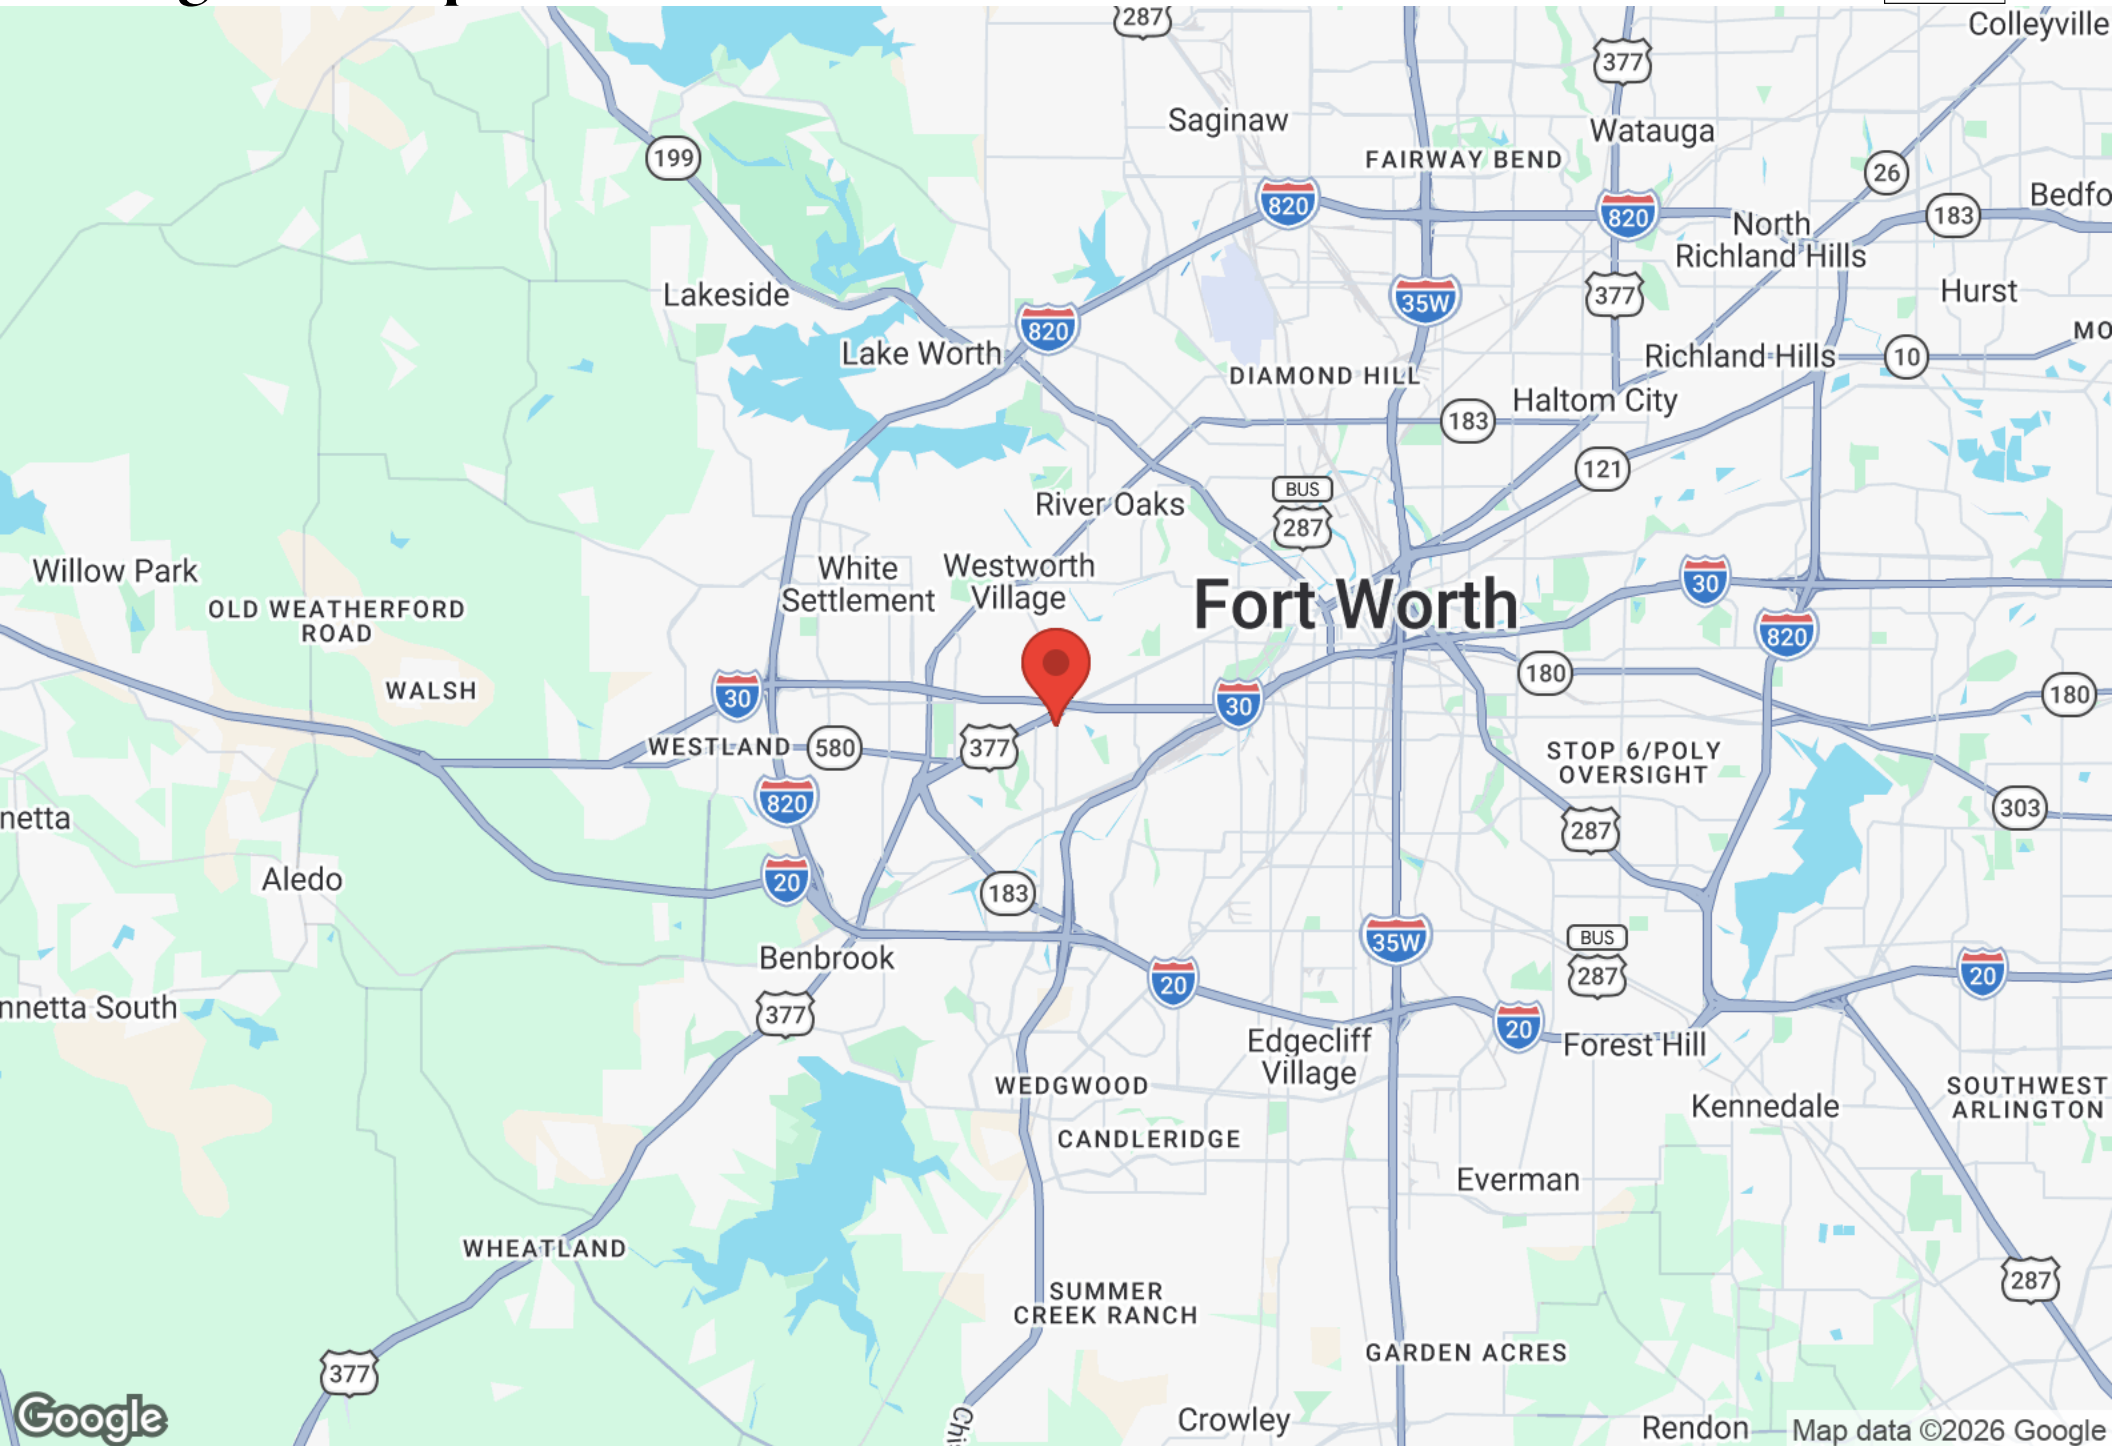 287
Colleyville
377
Saginaw
Watauga
FAIRWAY BEND
199
26
820
820
183
Bedfo
North
Richland Hills
Lakeside
35W
377
Hurst
820
MO
Lake Worth
Richland Hills
10
DIAMOND HILL
Haltom City
183
121
BUS
287
River Oaks
Willow Park
White
Settlement
Westworth
Village
Fort Worth
30
OLD WEATHERFORD
ROAD
820
WALSH
30
30
180
180
WESTLAND
580
377
STOP 6/POLY
OVERSIGHT
820
303
netta
287
Aledo
20
183
35W
BUS
287
Benbrook
20
20
nnetta South
377
20
Edgecliff
Village
Forest Hill
WEDGWOOD
SOUTHWEST
ARLINGTON
Kennedale
CANDLERIDGE
Everman
WHEATLAND
287
SUMMER
CREEK RANCH
GARDEN ACRES
377
Google
Chis
Crowley
Rendon
Map data ©2026 Google